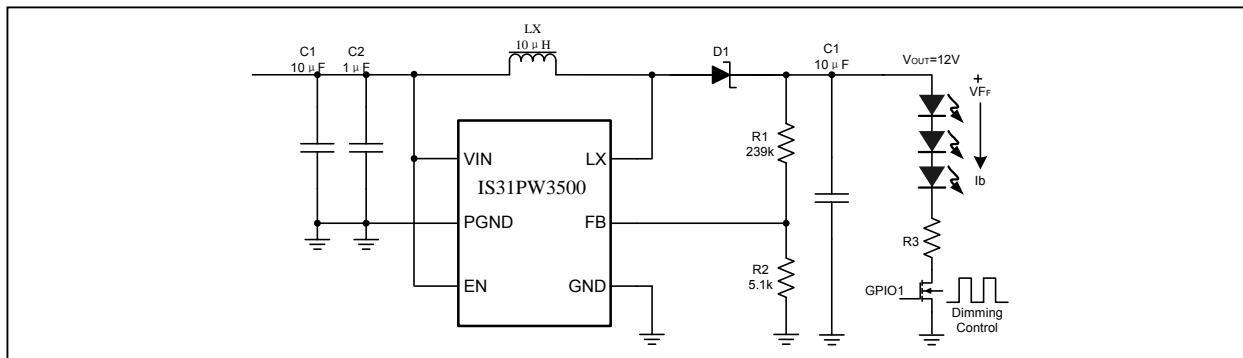 LX
10 μ H
C1
10 μ F
C2
1 μ F
D1
C1
10 μ F
VOUT=12V
+
VFF
Ib
R1
239k
VIN
LX
IS31PW3500
PGND
FB
EN
GND
R2
5.1k
R3
GPIO1
Dimming
Control